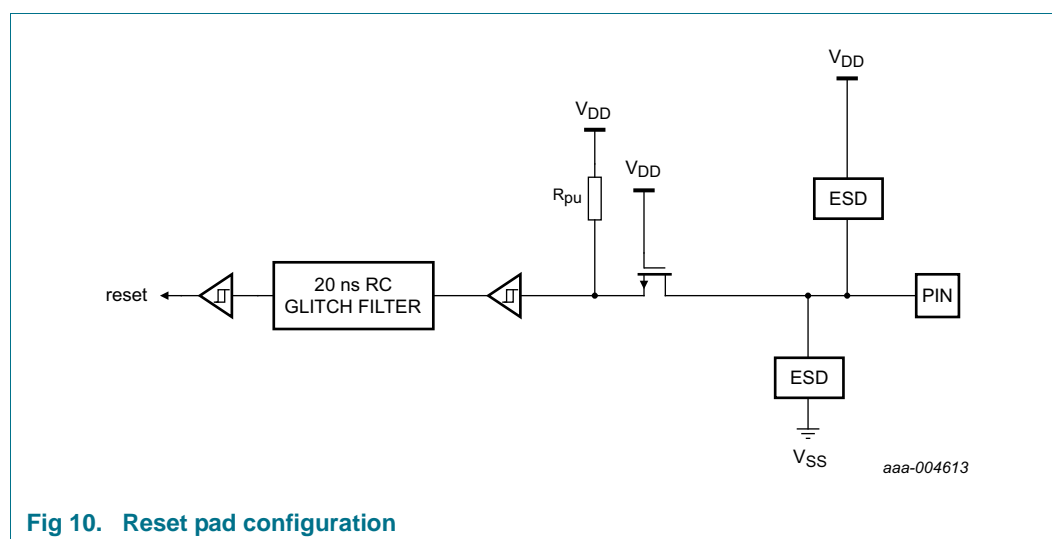 VDD
VDD
VDD
Rpu
ESD
reset
20 ns RC
GLITCH FILTER
PIN
ESD
VSS
aaa-004613
Fig 10. Reset pad configuration